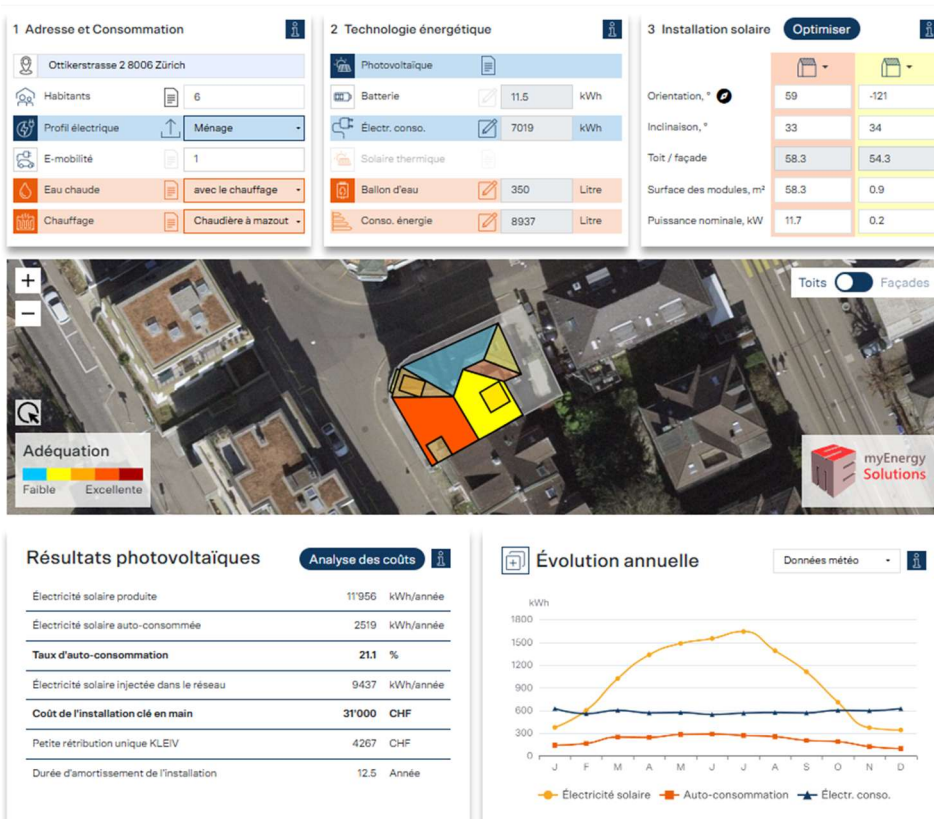 1 Adresse et Consommation
Ottikerstrasse 2 8006 Zürich
Habitants 6
Profil électrique Ménage
E-mobilité 1
Eau chaude avec le chauffage
Chauffage Chaudière à mazout
2 Technologie énergétique
Photovoltaïque
Batterie 11.5 kWh
Électr. conso. 7019 kWh
Solaire thermique
Ballon d'eau 350 Litre
Conso. énergie 8937 Litre
3 Installation solaire Optimiser
Orientation, ° 59 -121
Inclinaison, ° 33 34
Toit / façade 58.3 54.3
Surface des modules, m² 58.3 0.9
Puissance nominale, kW 11.7 0.2
+
−
Toits Façades
Adéquation
Faible Excellente
myEnergy
Solutions
Résultats photovoltaïques Analyse des coûts
Électricité solaire produite 11'956 kWh/année
Électricité solaire auto-consommée 2519 kWh/année
Taux d'auto-consommation 21.1 %
Électricité solaire injectée dans le réseau 9437 kWh/année
Coût de l'installation clé en main 31'000 CHF
Petite rétribution unique KLEIV 4267 CHF
Durée d'amortissement de l'installation 12.5 Année
Évolution annuelle Données météo
kWh
1800
1500
1200
900
600
300
0
J F M A M J J A S O N D
Électricité solaire Auto-consommation Électr. conso.